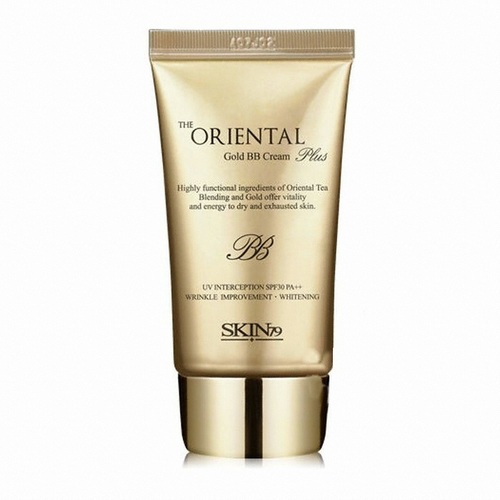 THE ORIENTAL
Gold BB Cream Plus
Highly functional ingredients of Oriental Tea
Blending and Gold offer vitality
and energy to dry and exhausted skin.
BB
UV INTERCEPTION SPF30 PA++
WRINKLE IMPROVEMENT · WHITENING
SKIN79